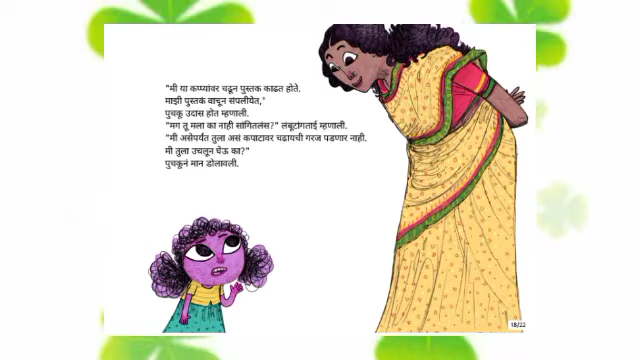 "मी या कप्प्यांवर चढून पुस्तक काढत होते.
माझी पुस्तकं वाचून संपलीयेत,"
पुचकू उदास होत म्हणाली.
"मग तू मला का नाही सांगितलंस?" लंबूटांगताई म्हणाली.
"मी असेपर्यंत तुला असं कपाटावर चढायची गरज पडणार नाही.
मी तुला उचलून घेऊ का?"
पुचकूनं मान डोलावली.
18/22